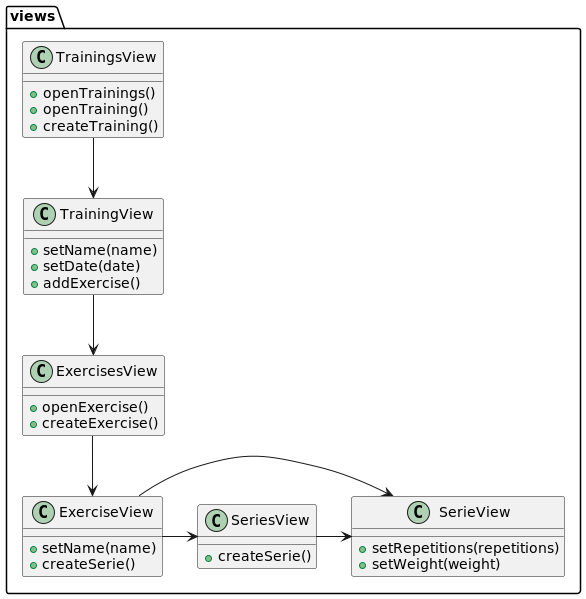 views
C TrainingsView
openTrainings()
openTraining()
createTraining()
C TrainingView
setName(name)
setDate(date)
addExercise()
C ExercisesView
openExercise()
createExercise()
C ExerciseView
setName(name)
createSerie()
C SeriesView
createSerie()
C SerieView
setRepetitions(repetitions)
setWeight(weight)